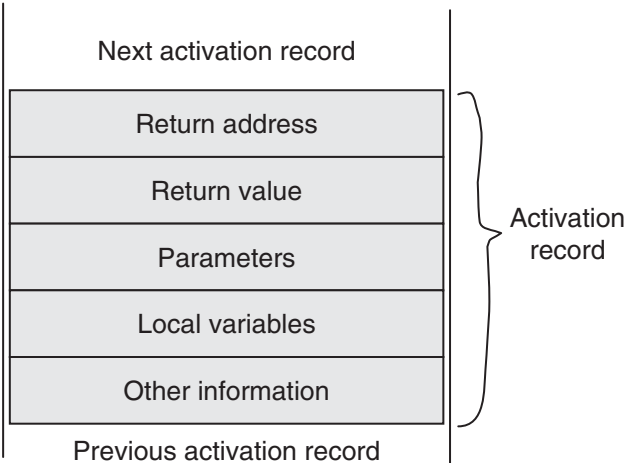 Next activation record
Return address
Return value
Parameters
Local variables
Other information
Previous activation record
Activation
record